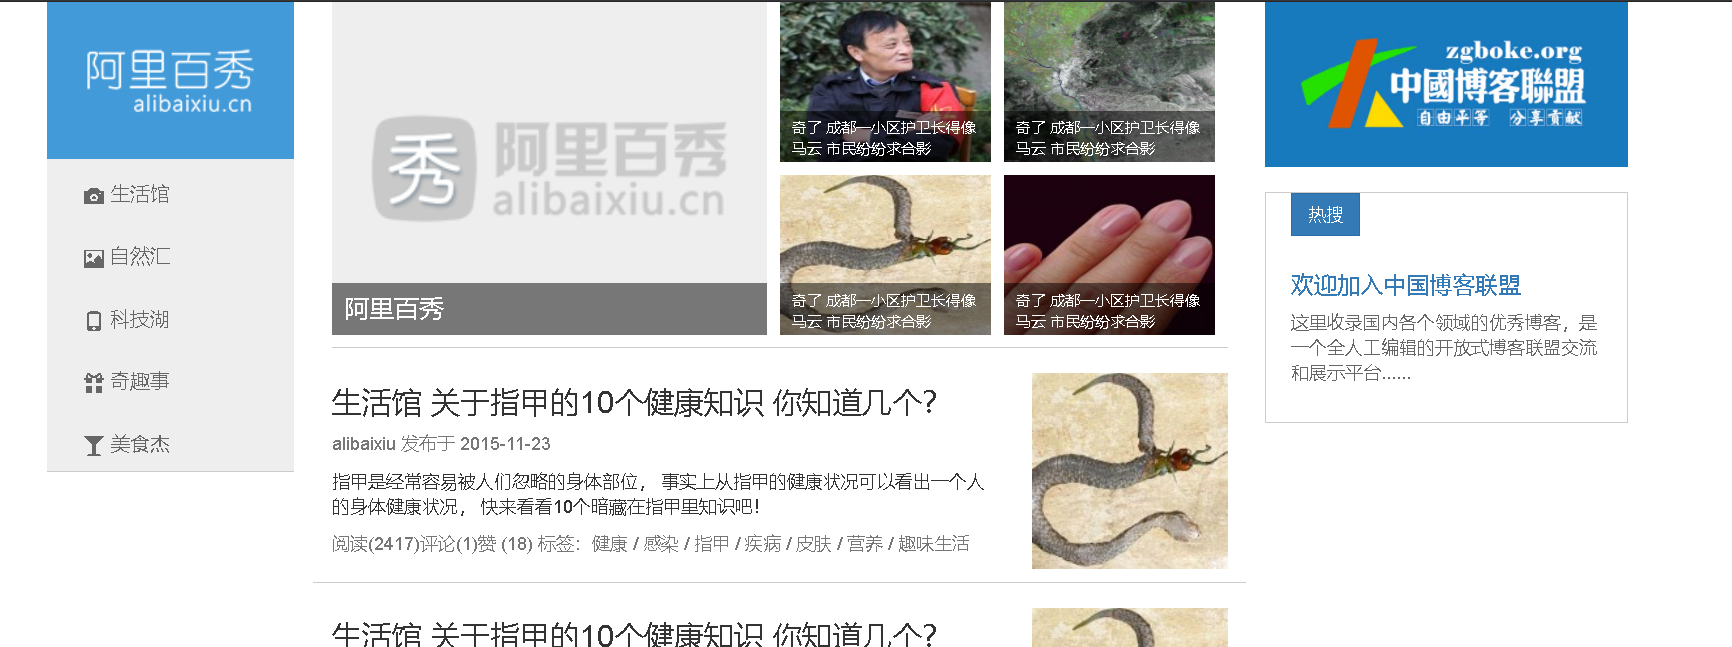 阿里百秀
alibaixiu.cn
生活馆
自然汇
科技湖
奇趣事
美食杰
秀 阿里百秀
alibaixiu.cn
阿里百秀
奇了 成都一小区护卫长得像
马云 市民纷纷求合影
奇了 成都一小区护卫长得像
马云 市民纷纷求合影
奇了 成都一小区护卫长得像
马云 市民纷纷求合影
奇了 成都一小区护卫长得像
马云 市民纷纷求合影
生活馆 关于指甲的10个健康知识 你知道几个?
alibaixiu 发布于 2015-11-23
指甲是经常容易被人们忽略的身体部位， 事实上从指甲的健康状况可以看出一个人
的身体健康状况， 快来看看10个暗藏在指甲里知识吧!
阅读(2417)评论(1)赞 (18) 标签：健康 / 感染 / 指甲 / 疾病 / 皮肤 / 营养 / 趣味生活
生活馆 关于指甲的10个健康知识 你知道几个?
zgboke.org
中國博客聯盟
自由平等 分享貢献
热搜
欢迎加入中国博客联盟
这里收录国内各个领域的优秀博客，是
一个全人工编辑的开放式博客联盟交流
和展示平台......